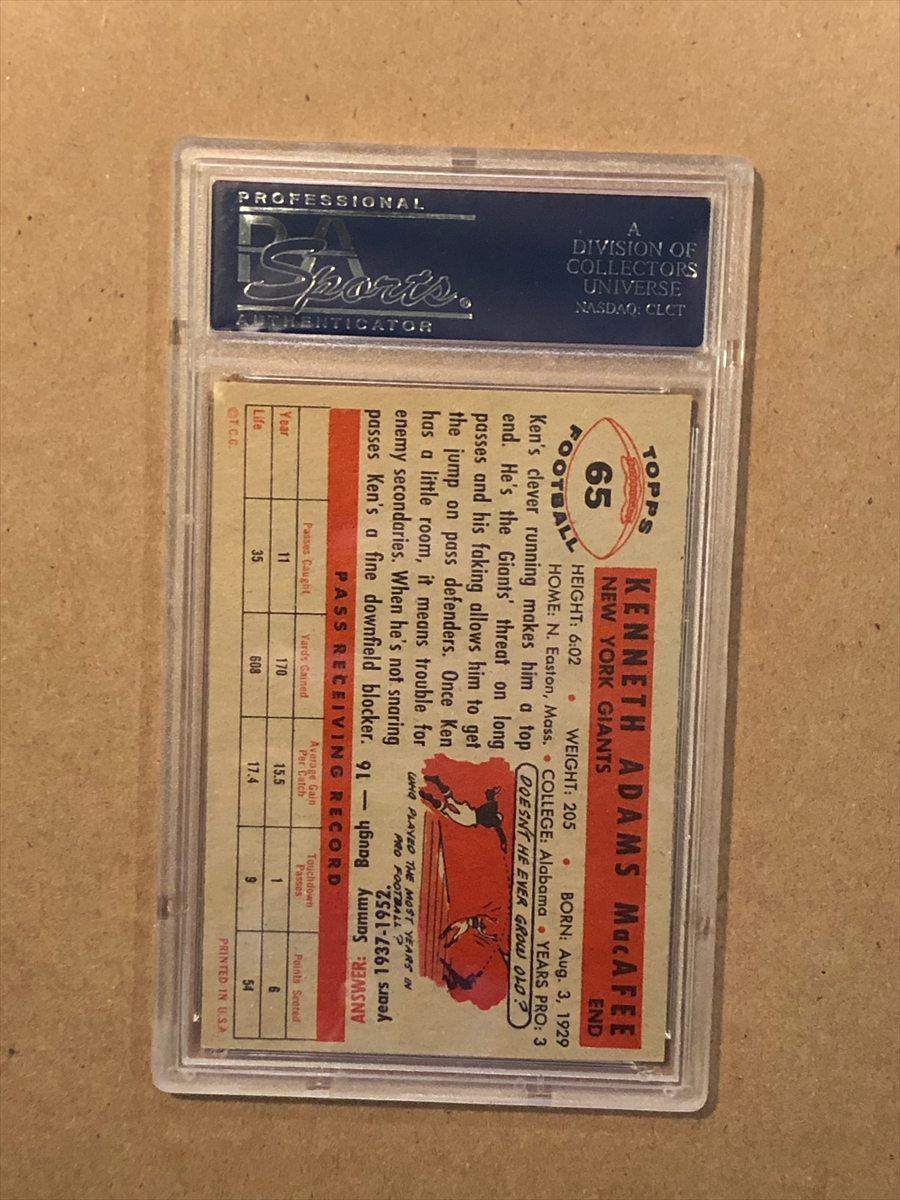 PROFESSIONAL
PSA
Sports®
AUTHENTICATOR
A
DIVISION OF
COLLECTORS
UNIVERSE
NASDAQ: CLCT
TOPPS
65
FOOTBALL
KENNETH ADAMS MacAFEE
NEW YORK GIANTS END
HEIGHT: 6:02 • WEIGHT: 205 • BORN: Aug. 3, 1929
HOME: N. Easton, Mass. • COLLEGE: Alabama • YEARS PRO: 3
Ken's clever running makes him a top
end. He's the Giants' threat on long
passes and his faking allows him to get
the jump on pass defenders. Once Ken
has a little room, it means trouble for
enemy secondaries. When he's not snaring
passes Ken's a fine downfield blocker.
DOESN'T HE EVER GROW OLD?
WHO PLAYED THE MOST YEARS IN
PRO FOOTBALL?
ANSWER: Sammy Baugh — 16
years 1937-1952.
PASS RECEIVING RECORD
Passes Caught Yards Gained Average Gain Per Catch Touchdown Passes Points Scored
Year 11 170 15.5 1 6
Life 35 608 17.4 9 54
©T.C.G. PRINTED IN U.S.A